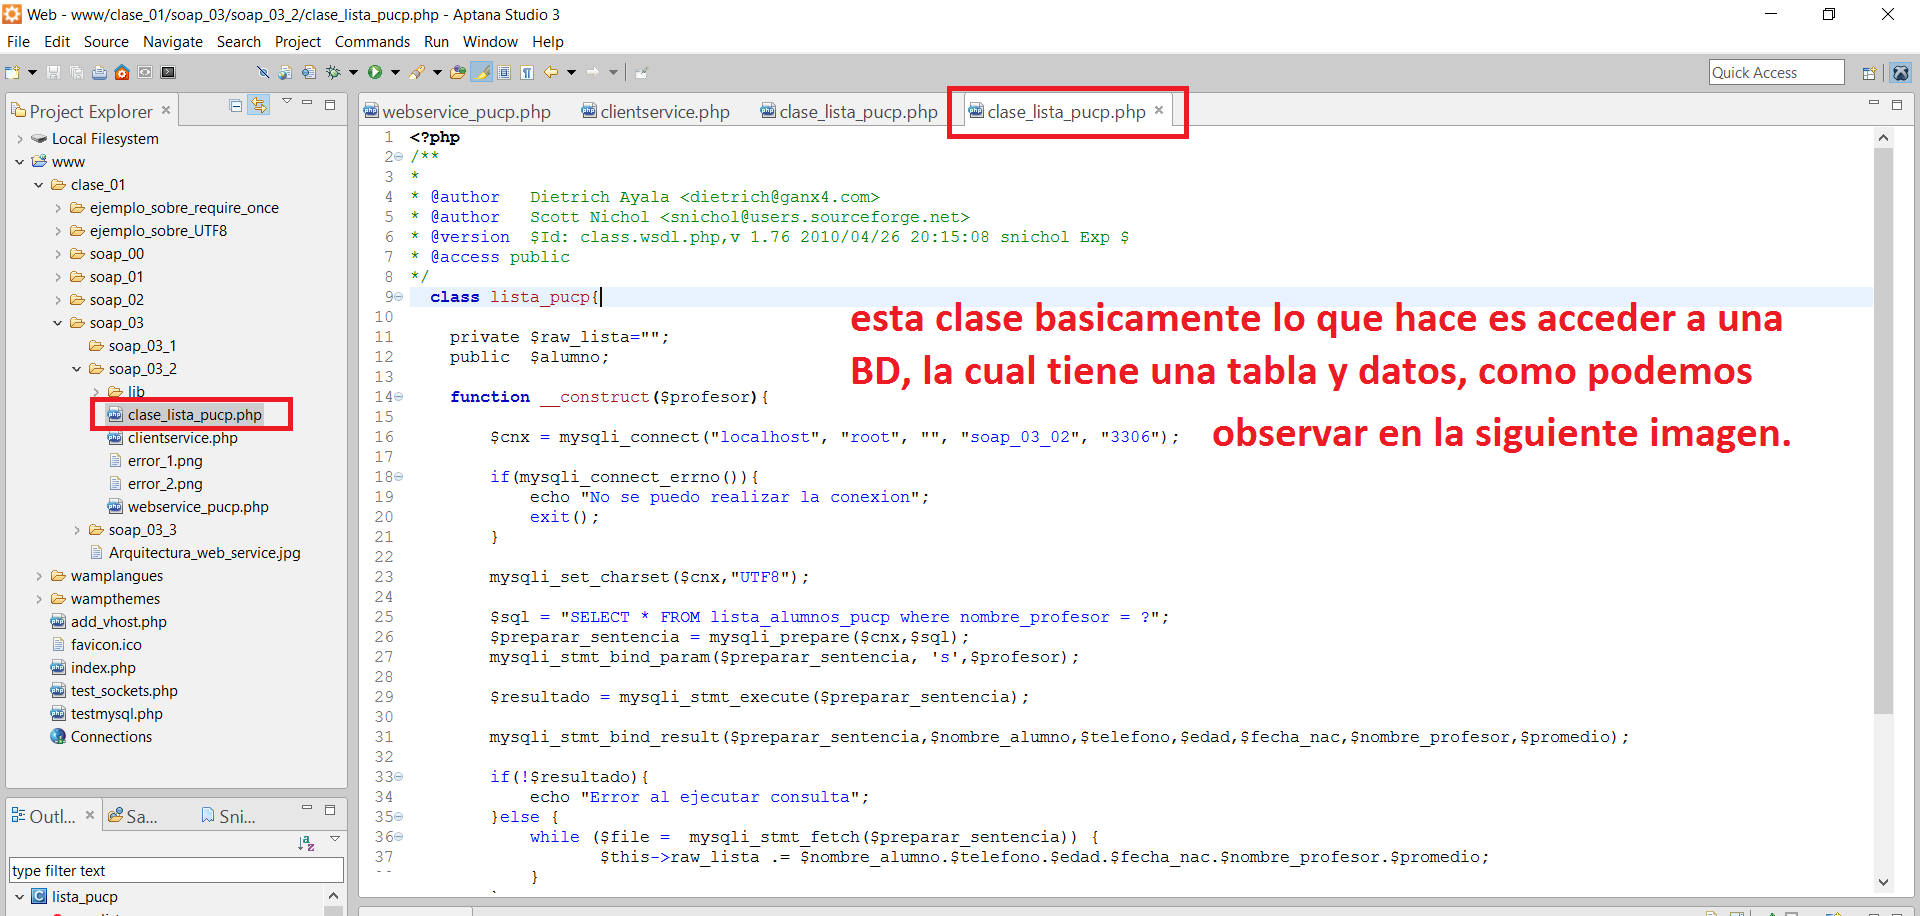 Web - www/clase_01/soap_03/soap_03_2/clase_lista_pucp.php - Aptana Studio 3
File Edit Source Navigate Search Project Commands Run Window Help
Quick Access
Project Explorer
Local Filesystem
www
clase_01
ejemplo_sobre_require_once
ejemplo_sobre_UTF8
soap_00
soap_01
soap_02
soap_03
soap_03_1
soap_03_2
lib
clase_lista_pucp.php
clientservice.php
error_1.png
error_2.png
webservice_pucp.php
soap_03_3
Arquitectura_web_service.jpg
wamplangues
wampthemes
add_vhost.php
favicon.ico
index.php
test_sockets.php
testmysql.php
Connections
Outl... Sa... Sni...
type filter text
lista_pucp
webservice_pucp.php clientservice.php clase_lista_pucp.php clase_lista_pucp.php
1 <?php
2 /**
3 *
4 * @author   Dietrich Ayala <dietrich@ganx4.com>
5 * @author   Scott Nichol <snichol@users.sourceforge.net>
6 * @version  $Id: class.wsdl.php,v 1.76 2010/04/26 20:15:08 snichol Exp $
7 * @access public
8 */
9 class lista_pucp{
10
11 private $raw_lista="";
12 public  $alumno;
13
14 function __construct($profesor){
15
16 $cnx = mysqli_connect("localhost", "root", "", "soap_03_02", "3306");
17
18 if(mysqli_connect_errno()){
19 echo "No se puedo realizar la conexion";
20 exit();
21 }
22
23 mysqli_set_charset($cnx,"UTF8");
24
25 $sql = "SELECT * FROM lista_alumnos_pucp where nombre_profesor = ?";
26 $preparar_sentencia = mysqli_prepare($cnx,$sql);
27 mysqli_stmt_bind_param($preparar_sentencia, 's',$profesor);
28
29 $resultado = mysqli_stmt_execute($preparar_sentencia);
30
31 mysqli_stmt_bind_result($preparar_sentencia,$nombre_alumno,$telefono,$edad,$fecha_nac,$nombre_profesor,$promedio);
32
33 if(!$resultado){
34 echo "Error al ejecutar consulta";
35 }else {
36 while ($file =  mysqli_stmt_fetch($preparar_sentencia)) {
37 $this->raw_lista .= $nombre_alumno.$telefono.$edad.$fecha_nac.$nombre_profesor.$promedio;
}
esta clase basicamente lo que hace es acceder a una
BD, la cual tiene una tabla y datos, como podemos
observar en la siguiente imagen.